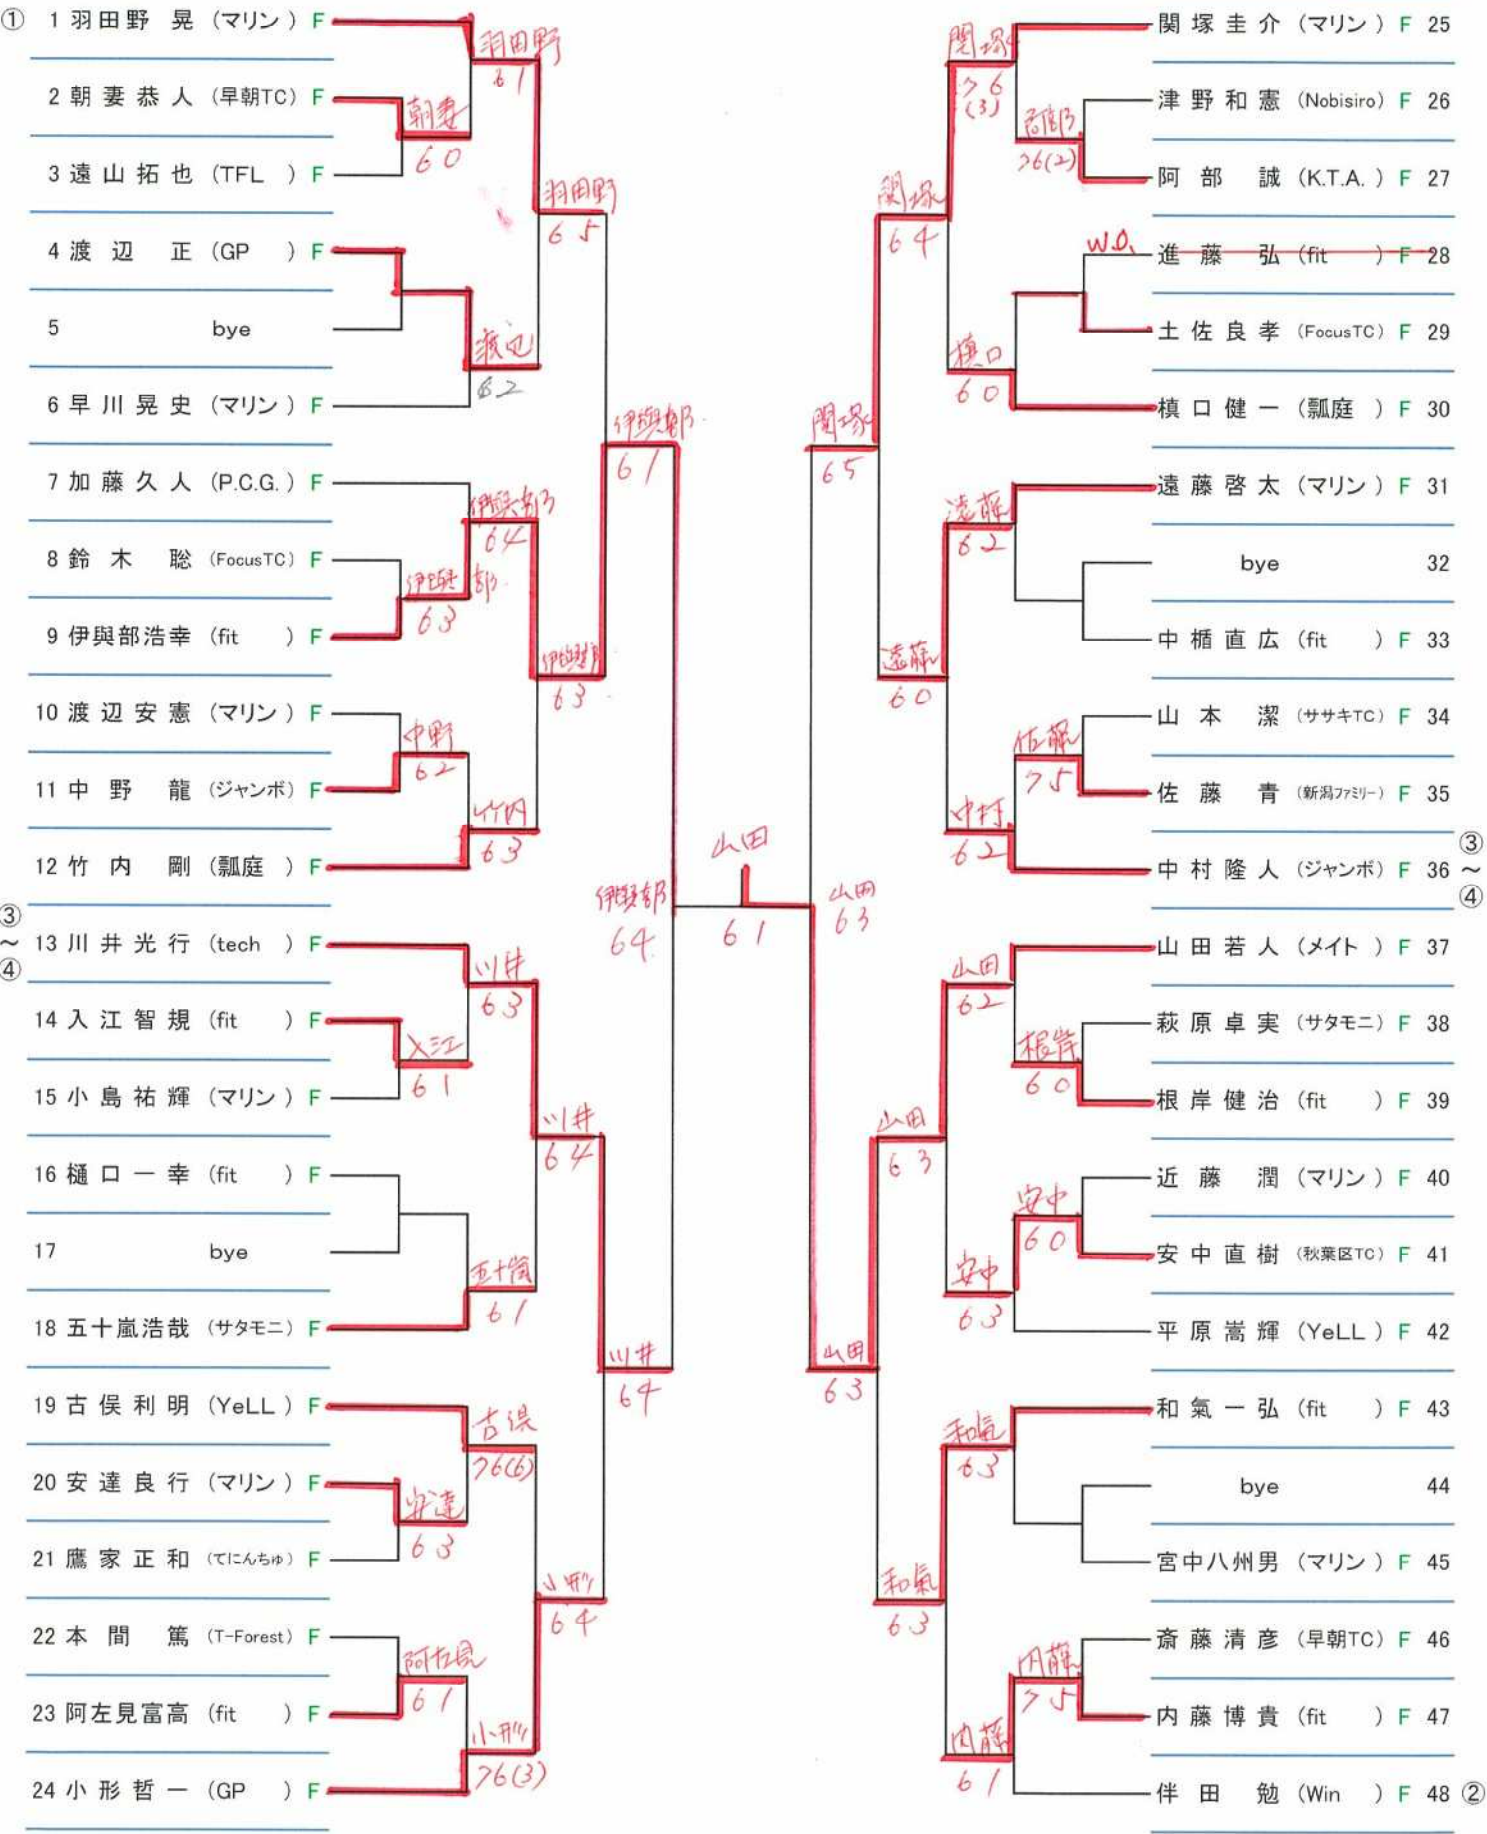 ① 1 羽田野 晃 (マリン) F
2 朝妻恭人 (早朝TC) F
3 遠山拓也 (TFL ) F
4 渡辺 正 (GP ) F
5 bye
6 早川晃史 (マリン) F
7 加藤久人 (P.C.G.) F
8 鈴木 聡 (FocusTC) F
9 伊與部浩幸 (fit ) F
10 渡辺安憲 (マリン) F
11 中野 龍 (ジャンボ) F
12 竹内 剛 (瓢庭 ) F
③
~
④
13 川井光行 (tech ) F
14 入江智規 (fit ) F
15 小島祐輝 (マリン) F
16 樋口一幸 (fit ) F
17 bye
18 五十嵐浩哉 (サタモニ) F
19 古俣利明 (YeLL ) F
20 安達良行 (マリン) F
21 鷹家正和 (てにんちゅ) F
22 本間 篤 (T-Forest) F
23 阿左見富高 (fit ) F
24 小形哲一 (GP ) F
朝妻
60
中野
62
伊與部
63
入江
61
安達
63
阿左見
61
羽田野
61
渡辺
62
伊與部
64
竹内
63
川井
63
五十嵐
61
古俣
76(6)
小形
76(3)
羽田野
65
伊與部
63
川井
64
小形
64
伊與部
61
川井
64
伊與部
64
山田
61
山田
63
関塚
65
山田
63
関塚
64
遠藤
60
山田
63
和氣
63
関塚
76
(3)
槙口
60
遠藤
62
中村
62
山田
62
安中
63
和氣
63
内藤
61
阿部
76(2)
W.O.
佐藤
75
根岸
60
安中
60
内藤
75
関塚圭介 (マリン) F 25
津野和憲 (Nobisiro) F 26
阿部 誠 (K.T.A. ) F 27
進藤 弘 (fit ) F 28
土佐良孝 (FocusTC) F 29
槙口健一 (瓢庭 ) F 30
遠藤啓太 (マリン) F 31
bye 32
中楯直広 (fit ) F 33
山本 潔 (ササキTC) F 34
佐藤 青 (新潟ファミリー) F 35
中村隆人 (ジャンボ) F 36
③
~
④
山田若人 (メイト ) F 37
萩原卓実 (サタモニ) F 38
根岸健治 (fit ) F 39
近藤 潤 (マリン) F 40
安中直樹 (秋葉区TC) F 41
平原嵩輝 (YeLL ) F 42
和氣一弘 (fit ) F 43
bye 44
宮中八州男 (マリン) F 45
斎藤清彦 (早朝TC) F 46
内藤博貴 (fit ) F 47
伴田 勉 (Win ) F 48 ②